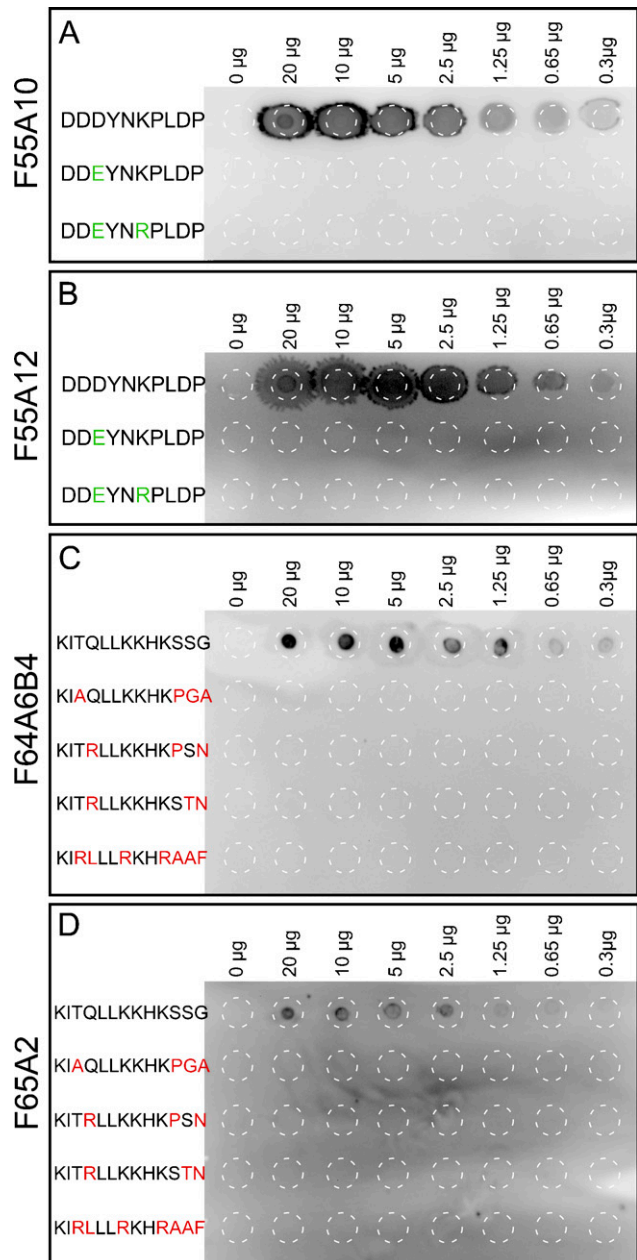 A
F55A10
0 µg 20 µg 10 µg 5 µg 2.5 µg 1.25 µg 0.65 µg 0.3 µg
DDDYNKPLDP
DDEYNKPLDP
DDEYNRPLDP
B
F55A12
0 µg 20 µg 10 µg 5 µg 2.5 µg 1.25 µg 0.65 µg 0.3µg
DDDYNKPLDP
DDEYNKPLDP
DDEYNRPLDP
C
F64A6B4
0 µg 20 µg 10 µg 5 µg 2.5 µg 1.25 µg 0.65 µg 0.3 µg
KITQLLKKHKSSG
KIAQLLKKHKPGA
KITRLLKKHKPSN
KITRLLKKHKSTN
KIRLLLRKHRAAF
D
F65A2
0 µg 20 µg 10 µg 5 µg 2.5 µg 1.25 µg 0.65 µg 0.3µg
KITQLLKKHKSSG
KIAQLLKKHKPGA
KITRLLKKHKPSN
KITRLLKKHKSTN
KIRLLLRKHRAAF